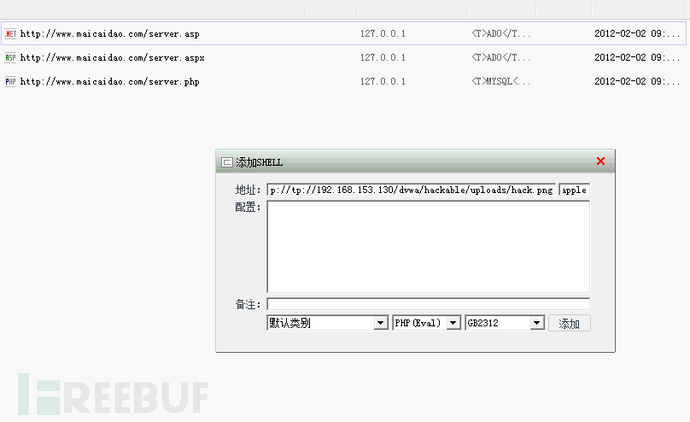 .NET http://www.maicaidao.com/server.asp 127.0.0.1 <T>ADO</T... 2012-02-02 09:...
ASP http://www.maicaidao.com/server.aspx 127.0.0.1 <T>ADO</T... 2012-02-02 09:...
PHP http://www.maicaidao.com/server.php 127.0.0.1 <T>MYSQL<... 2012-02-02 09:...
添加SHELL
地址: p://tp://192.168.153.130/dvwa/hackable/uploads/hack.png apple
配置:
备注:
默认类别 PHP(Eval) GB2312 添加
FREEBUF